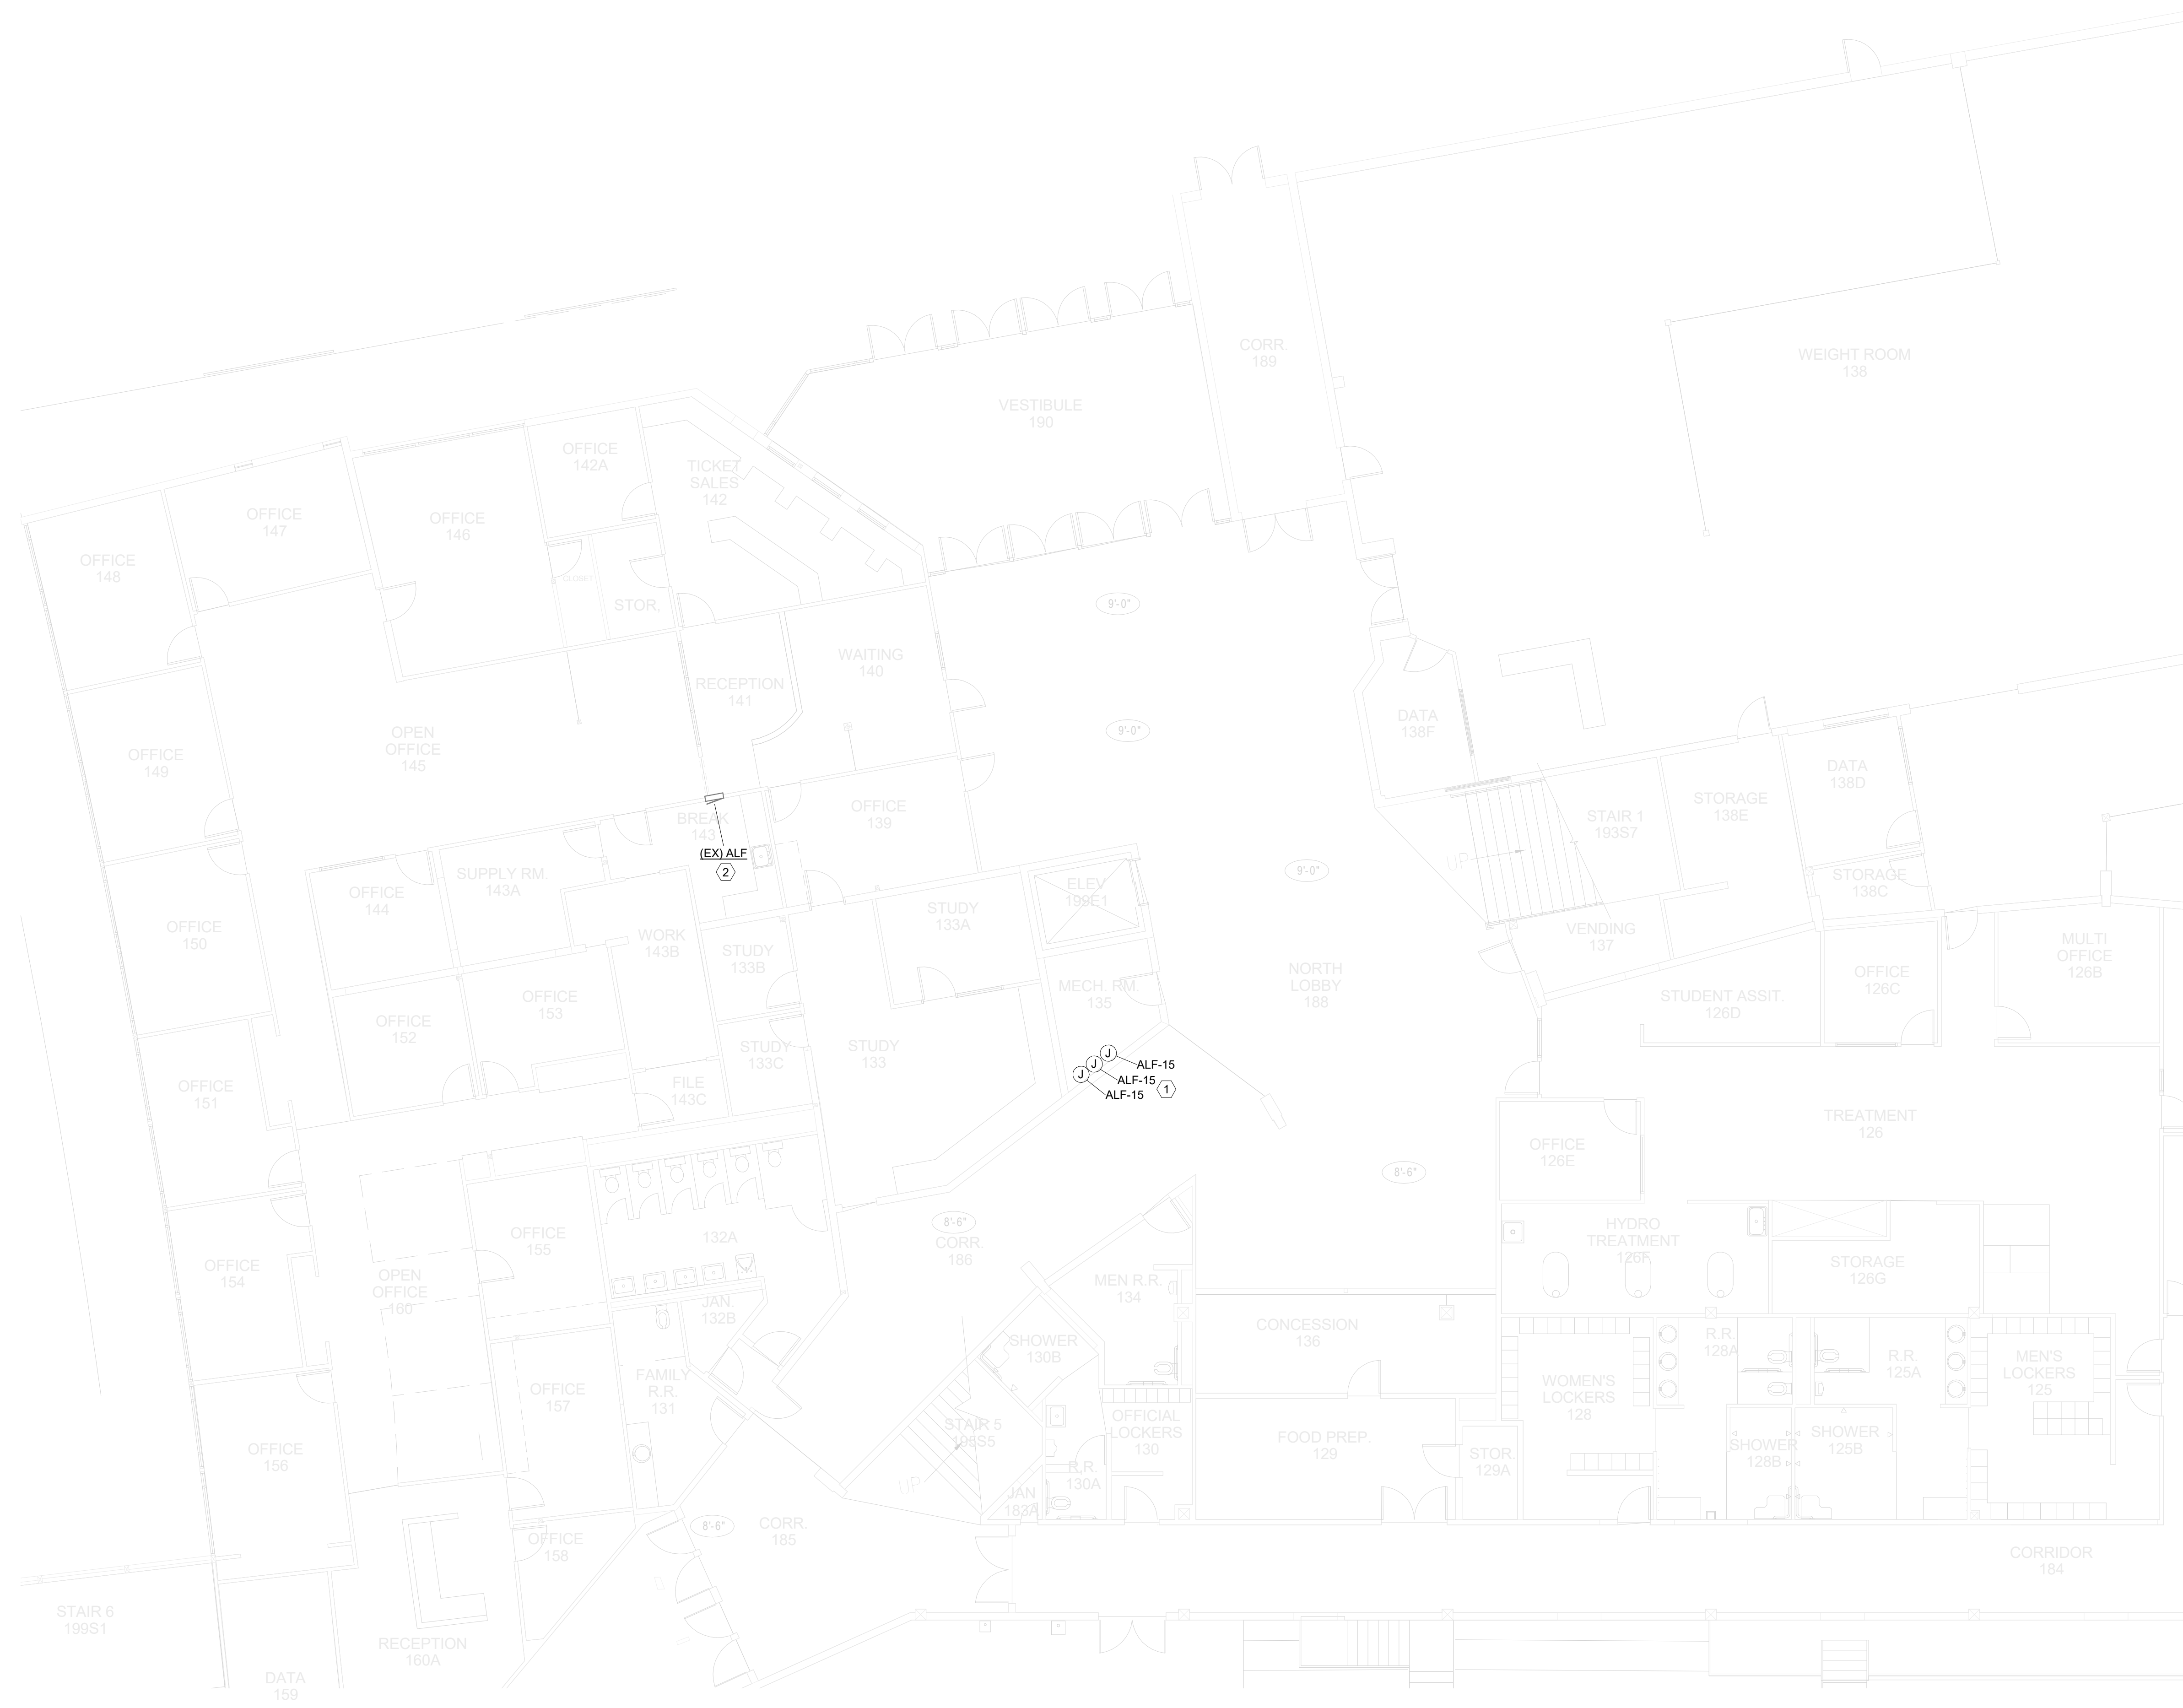 CORR.
189
WEIGHT ROOM
138
VESTIBULE
190
OFFICE
142A
TICKET
SALES
142
OFFICE
147
OFFICE
146
OFFICE
148
CLOSET
STOR,
9'-0"
WAITING
140
RECEPTION
141
DATA
138F
OPEN
OFFICE
145
9'-0"
OFFICE
149
DATA
138D
OFFICE
139
STORAGE
138E
BREAK
143
STAIR 1
193S7
(EX) ALF
2
UP
9'-0"
SUPPLY RM.
143A
ELEV
199E1
STORAGE
138C
OFFICE
144
STUDY
133A
VENDING
137
OFFICE
150
WORK
143B
STUDY
133B
MULTI
OFFICE
126B
NORTH
LOBBY
188
OFFICE
126C
MECH. RM.
135
STUDENT ASSIT.
126D
OFFICE
153
OFFICE
152
STUDY
133C
STUDY
133
J
J
J
ALF-15
ALF-15
ALF-15
1
FILE
143C
OFFICE
151
TREATMENT
126
OFFICE
126E
8'-6"
8'-6"
CORR.
186
HYDRO
TREATMENT
126F
OFFICE
155
132A
OFFICE
154
STORAGE
126G
OPEN
OFFICE
160
MEN R.R.
134
JAN.
132B
CONCESSION
136
SHOWER
130B
R.R.
128A
R.R.
125A
MEN'S
LOCKERS
125
FAMILY
R.R.
131
WOMEN'S
LOCKERS
128
OFFICE
157
OFFICIAL
LOCKERS
130
STAIR 5
195S5
SHOWER
125B
FOOD PREP.
129
SHOWER
128B
OFFICE
156
STOR.
129A
R.R.
130A
UP
JAN
183A
8'-6"
CORR.
185
OFFICE
158
CORRIDOR
184
STAIR 6
199S1
RECEPTION
160A
DATA
159